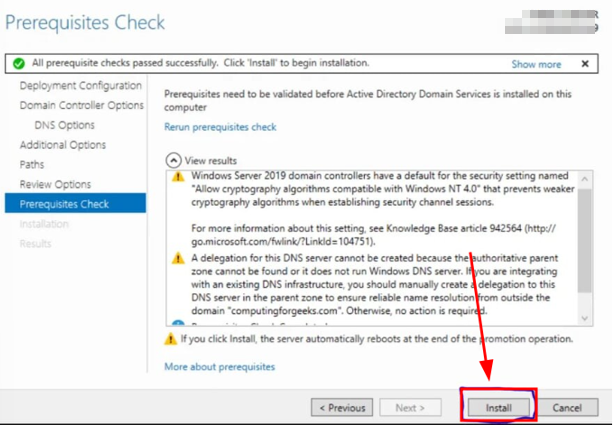 Prerequisites Check
All prerequisite checks passed successfully. Click 'Install' to begin installation.
Show more
Deployment Configuration
Domain Controller Options
DNS Options
Additional Options
Paths
Review Options
Prerequisites Check
Installation
Results
Prerequisites need to be validated before Active Directory Domain Services is installed on this
computer
Rerun prerequisites check
View results
Windows Server 2019 domain controllers have a default for the security setting named
"Allow cryptography algorithms compatible with Windows NT 4.0" that prevents weaker
cryptography algorithms when establishing security channel sessions.
For more information about this setting, see Knowledge Base article 942564 (http://
go.microsoft.com/fwlink/?LinkId=104751).
A delegation for this DNS server cannot be created because the authoritative parent
zone cannot be found or it does not run Windows DNS server. If you are integrating
with an existing DNS infrastructure, you should manually create a delegation to this
DNS server in the parent zone to ensure reliable name resolution from outside the
domain "computingforgeeks.com". Otherwise, no action is required.
If you click Install, the server automatically reboots at the end of the promotion operation.
More about prerequisites
< Previous
Next >
Install
Cancel